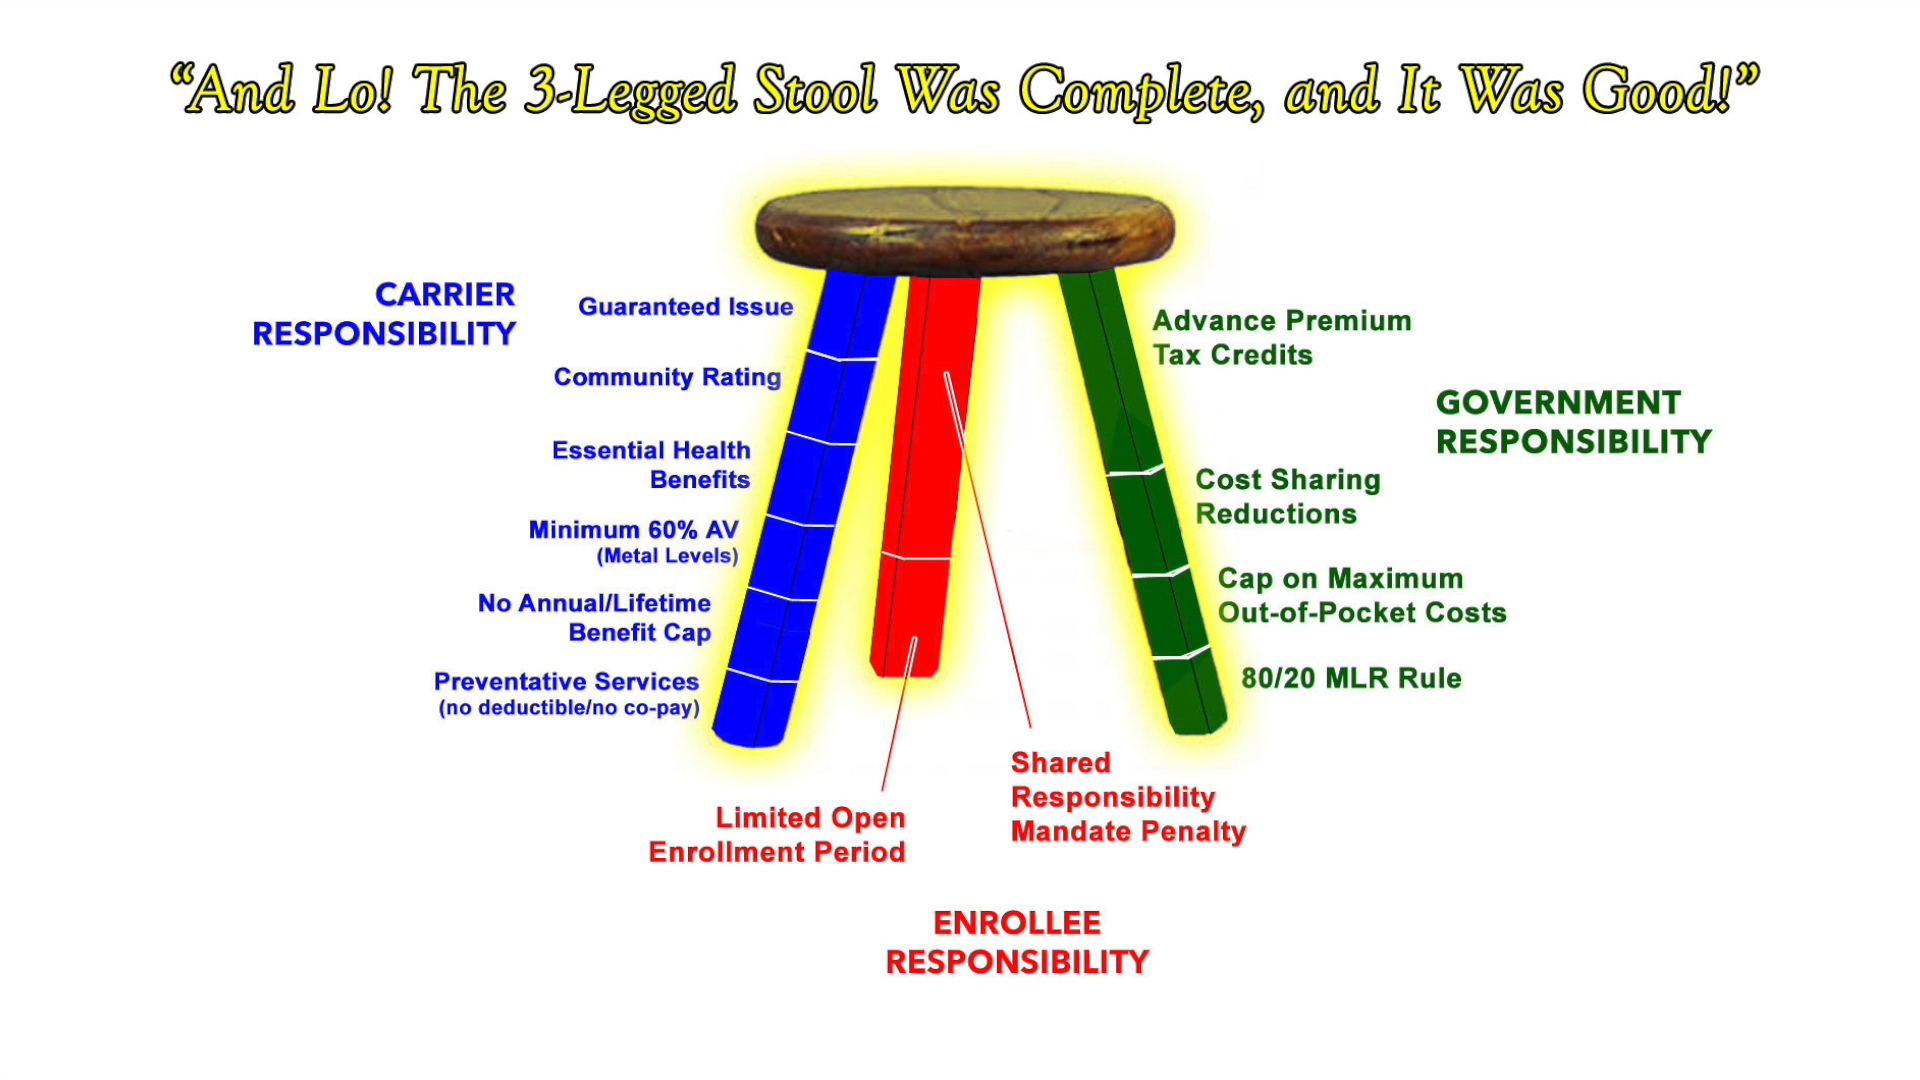 “And Lo! The 3-Legged Stool Was Complete, and It Was Good!”
CARRIER
RESPONSIBILITY
Guaranteed Issue
Community Rating
Essential Health
Benefits
Minimum 60% AV
(Metal Levels)
No Annual/Lifetime
Benefit Cap
Preventative Services
(no deductible/no co-pay)
Advance Premium
Tax Credits
GOVERNMENT
RESPONSIBILITY
Cost Sharing
Reductions
Cap on Maximum
Out-of-Pocket Costs
80/20 MLR Rule
Limited Open
Enrollment Period
Shared
Responsibility
Mandate Penalty
ENROLLEE
RESPONSIBILITY